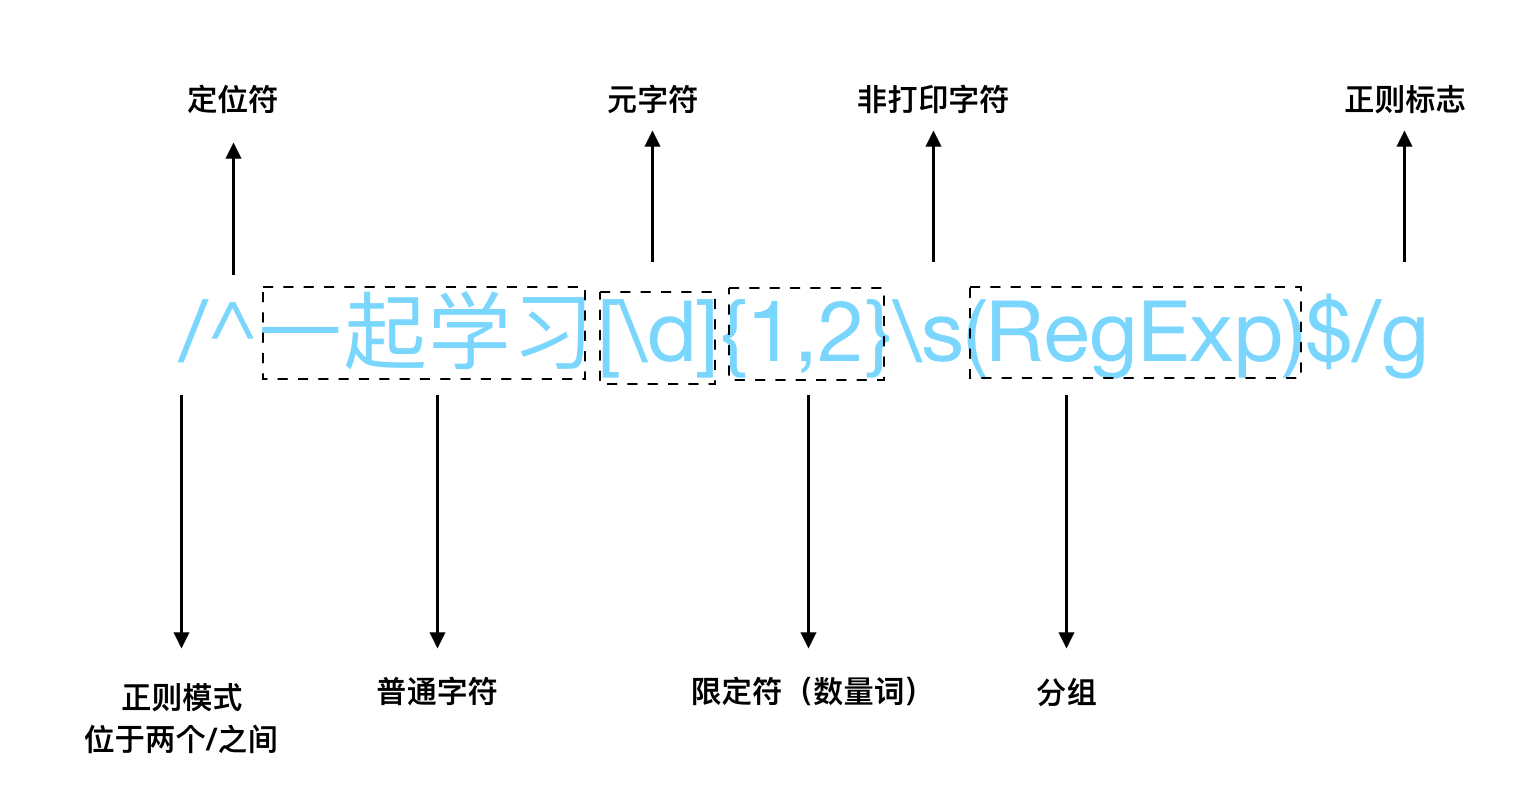 定位符
元字符
非打印字符
正则标志
/^一起学习[\d]{1,2}\s(RegExp)$/g
正则模式
位于两个/之间
普通字符
限定符（数量词）
分组